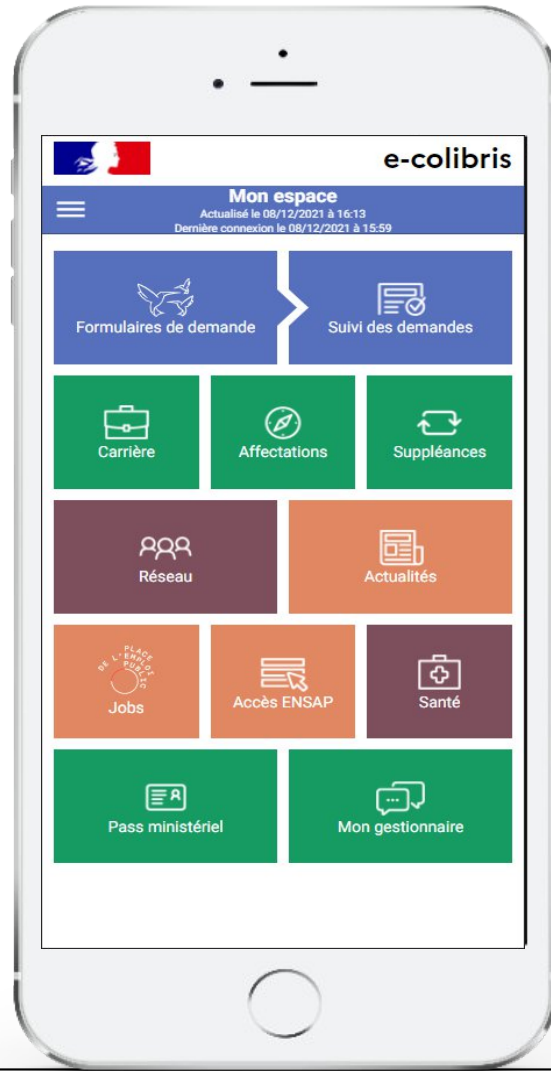 e-colibris
Mon espace
Actualisé le 08/12/2021 à 16:13
Dernière connexion le 08/12/2021 à 15:59
Formulaires de demande
Suivi des demandes
Carrière
Affectations
Suppléances
Réseau
Actualités
PLACE
DE L'EMPLOI
PUBLIC
Jobs
Accès ENSAP
Santé
Pass ministériel
Mon gestionnaire